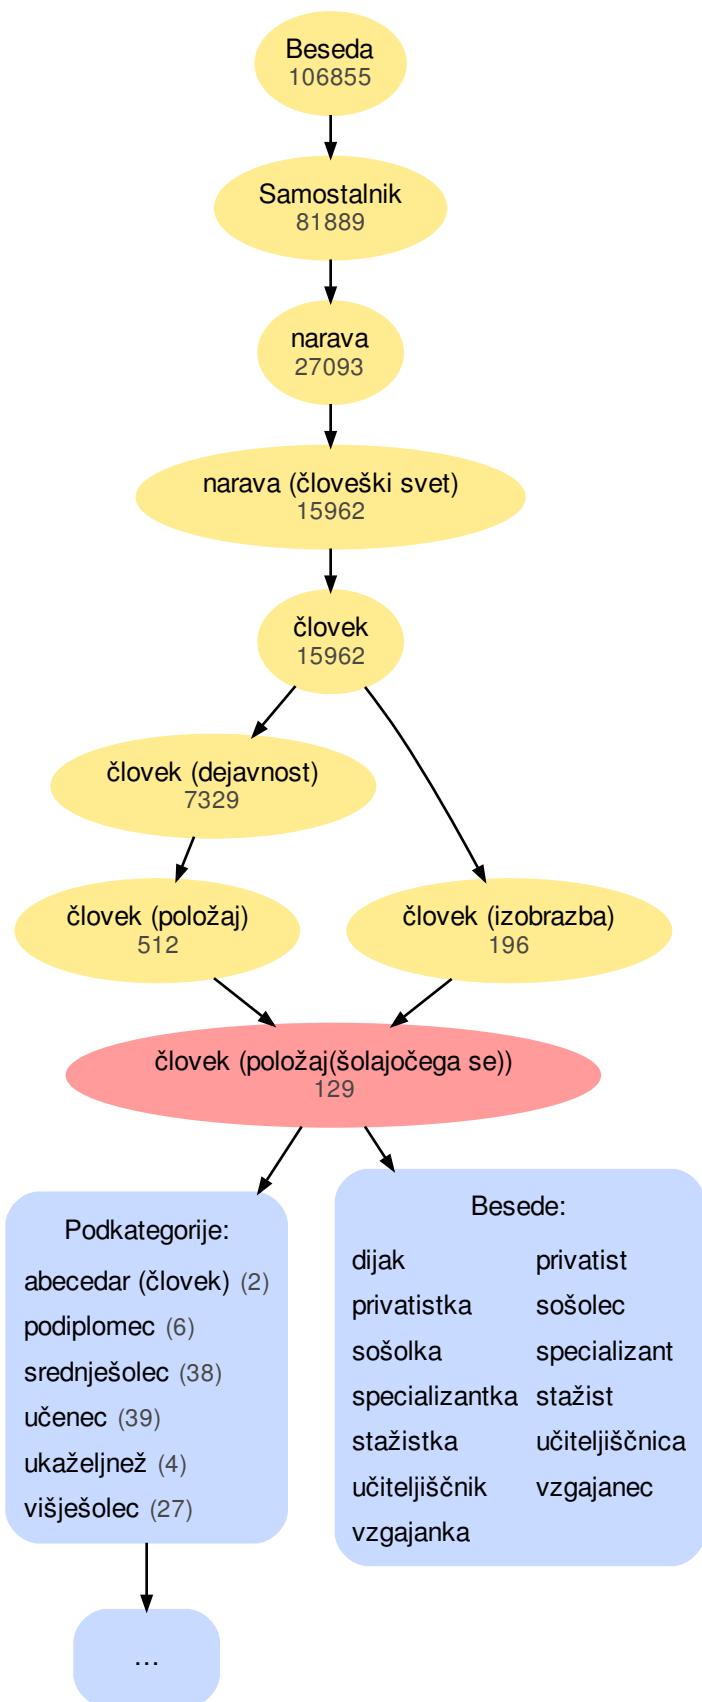 Beseda
106855
Samostalnik
81889
narava
27093
narava (človeški svet)
15962
človek
15962
človek (dejavnost)
7329
človek (položaj)
512
človek (izobrazba)
196
človek (položaj(šolajočega se))
129
Podkategorije:
abecedar (človek) (2)
podiplomec (6)
srednješolec (38)
učenec (39)
ukaželjnež (4)
višješolec (27)
...
Besede:
dijak privatist
privatistka sošolec
sošolka specializant
specializantka stažist
stažistka učiteljiščnica
učiteljiščnik vzgajanec
vzgajanka